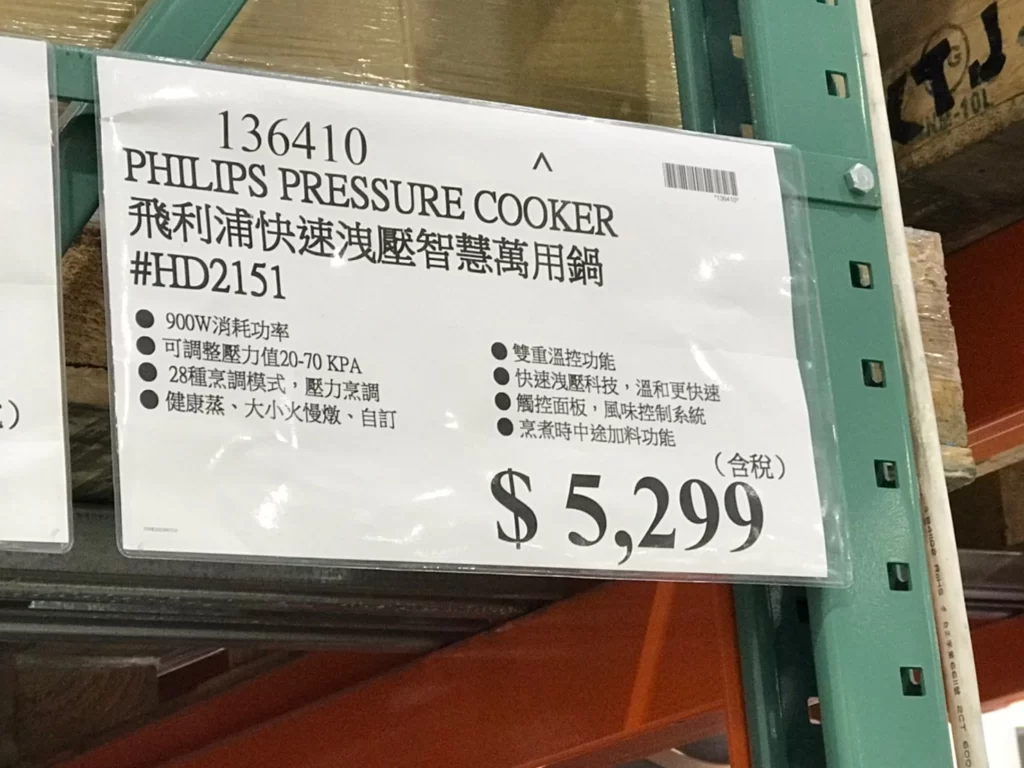 136410
^
PHILIPS PRESSURE COOKER
飛利浦快速洩壓智慧萬用鍋
#HD2151
● 900W消耗功率
● 可調整壓力值20-70 KPA
● 28種烹調模式，壓力烹調
● 健康蒸、大小火慢燉、自訂
● 雙重溫控功能
● 快速洩壓科技，溫和更快速
● 觸控面板，風味控制系統
● 烹煮時中途加料功能
（含稅）
$ 5,299
*136410*